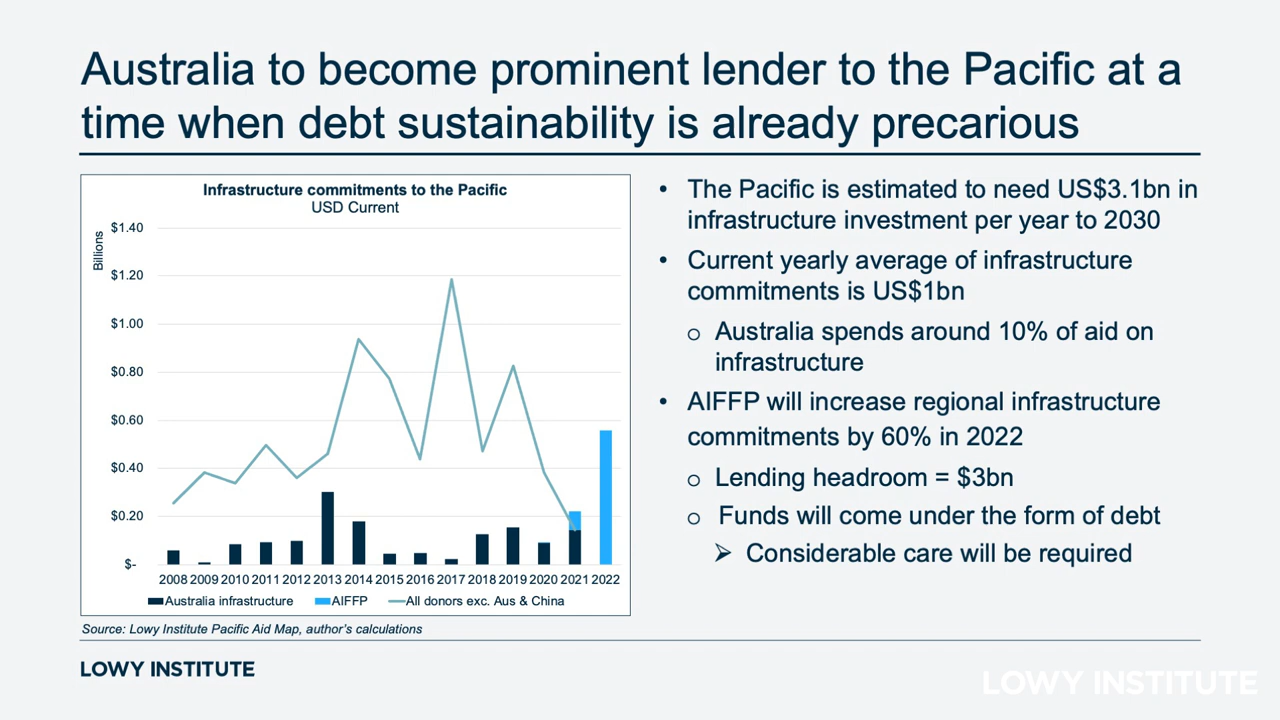 Australia to become prominent lender to the Pacific at a
time when debt sustainability is already precarious
Infrastructure commitments to the Pacific
USD Current
Billions
$1.40
$1.20
$1.00
$0.80
$0.60
$0.40
$0.20
$-
2008 2009 2010 2011 2012 2013 2014 2015 2016 2017 2018 2019 2020 2021 2022
Australia infrastructure AIFFP All donors exc. Aus & China
Source: Lowy Institute Pacific Aid Map, author's calculations
• The Pacific is estimated to need US$3.1bn in
infrastructure investment per year to 2030
• Current yearly average of infrastructure
commitments is US$1bn
o Australia spends around 10% of aid on
infrastructure
• AIFFP will increase regional infrastructure
commitments by 60% in 2022
o Lending headroom = $3bn
o Funds will come under the form of debt
➢ Considerable care will be required
LOWY INSTITUTE
LOWY INSTITUTE